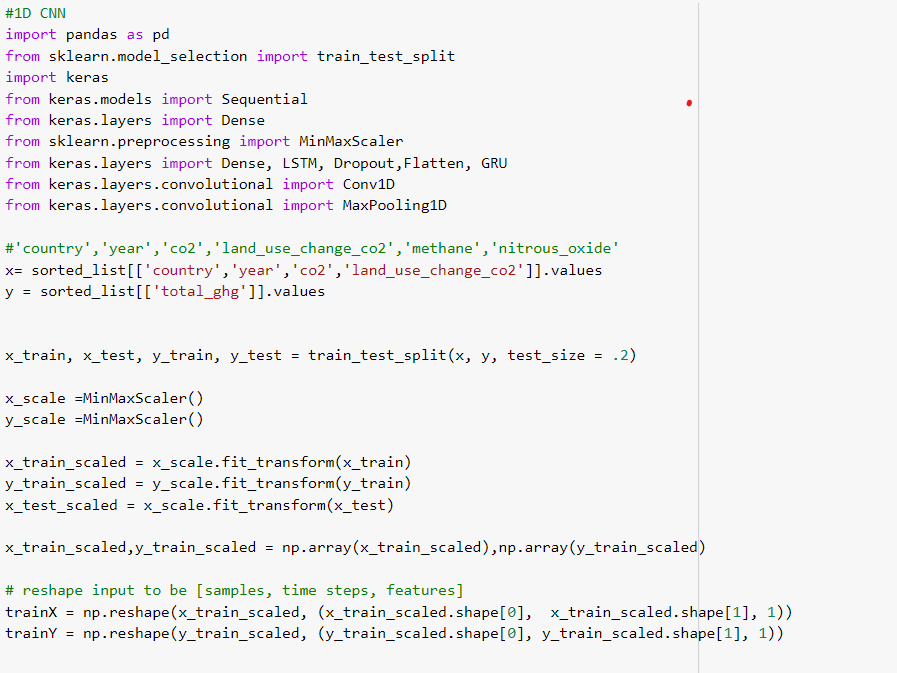 #1D CNN
import pandas as pd
from sklearn.model_selection import train_test_split
import keras
from keras.models import Sequential
from keras.layers import Dense
from sklearn.preprocessing import MinMaxScaler
from keras.layers import Dense, LSTM, Dropout,Flatten, GRU
from keras.layers.convolutional import Conv1D
from keras.layers.convolutional import MaxPooling1D
#'country','year','co2','land_use_change_co2','methane','nitrous_oxide'
x= sorted_list[['country','year','co2','land_use_change_co2']].values
y = sorted_list[['total_ghg']].values
x_train, x_test, y_train, y_test = train_test_split(x, y, test_size = .2)
x_scale =MinMaxScaler()
y_scale =MinMaxScaler()
x_train_scaled = x_scale.fit_transform(x_train)
y_train_scaled = y_scale.fit_transform(y_train)
x_test_scaled = x_scale.fit_transform(x_test)
x_train_scaled,y_train_scaled = np.array(x_train_scaled),np.array(y_train_scaled)
# reshape input to be [samples, time steps, features]
trainX = np.reshape(x_train_scaled, (x_train_scaled.shape[0],  x_train_scaled.shape[1], 1))
trainY = np.reshape(y_train_scaled, (y_train_scaled.shape[0], y_train_scaled.shape[1], 1))